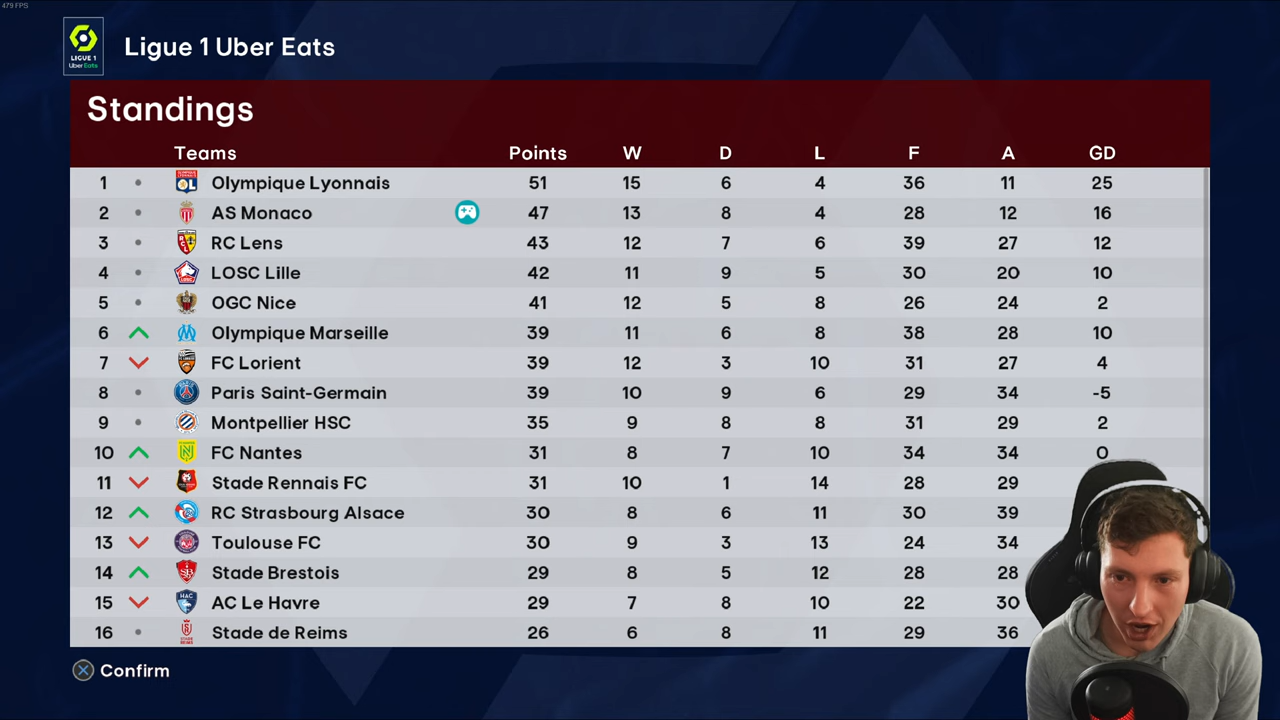 479 FPS
LIGUE 1
Uber Eats
Ligue 1 Uber Eats
Standings
Teams Points W D L F A GD
1 Olympique Lyonnais 51 15 6 4 36 11 25
2 AS Monaco 47 13 8 4 28 12 16
3 RC Lens 43 12 7 6 39 27 12
4 LOSC Lille 42 11 9 5 30 20 10
5 OGC Nice 41 12 5 8 26 24 2
6 Olympique Marseille 39 11 6 8 38 28 10
7 FC Lorient 39 12 3 10 31 27 4
8 Paris Saint-Germain 39 10 9 6 29 34 -5
9 Montpellier HSC 35 9 8 8 31 29 2
10 FC Nantes 31 8 7 10 34 34 0
11 Stade Rennais FC 31 10 1 14 28 29
12 RC Strasbourg Alsace 30 8 6 11 30 39
13 Toulouse FC 30 9 3 13 24 34
14 Stade Brestois 29 8 5 12 28 28
15 AC Le Havre 29 7 8 10 22 30
16 Stade de Reims 26 6 8 11 29 36
Confirm